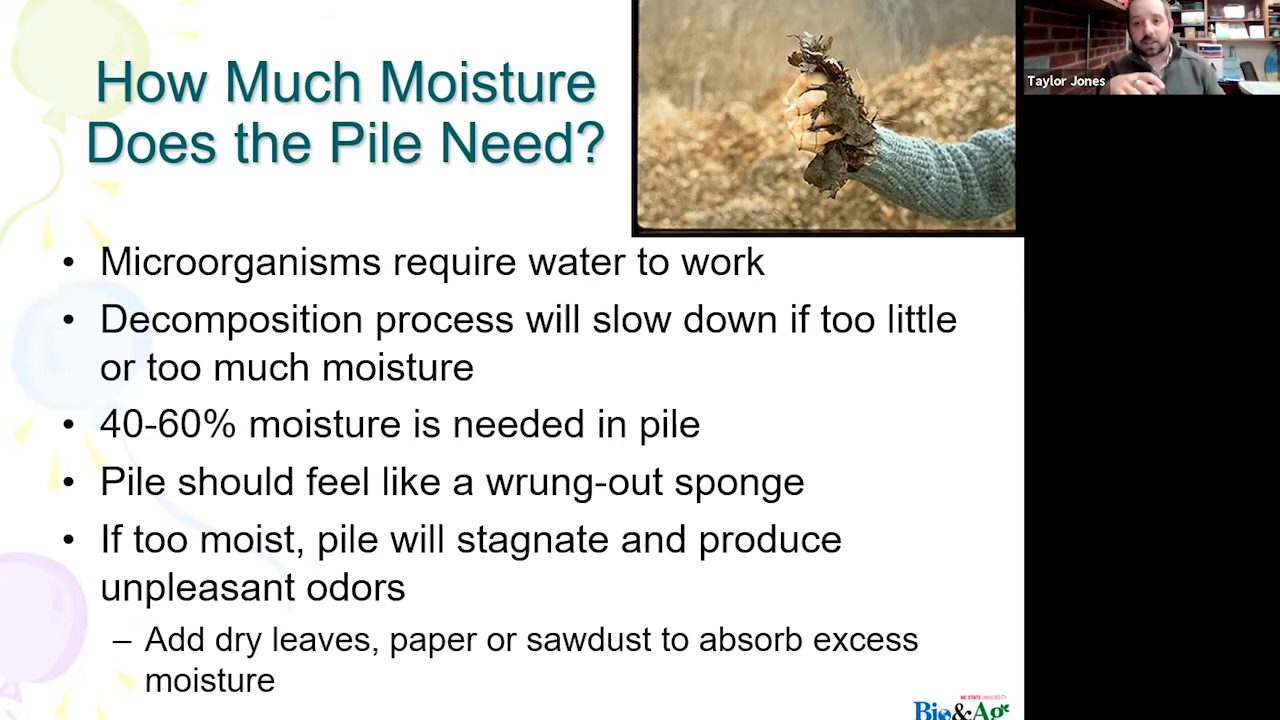 How Much Moisture
Does the Pile Need?
Taylor Jones
• Microorganisms require water to work
• Decomposition process will slow down if too little
or too much moisture
• 40-60% moisture is needed in pile
• Pile should feel like a wrung-out sponge
• If too moist, pile will stagnate and produce
unpleasant odors
– Add dry leaves, paper or sawdust to absorb excess
moisture
NC STATE UNIVERSITY
Bio&Ag